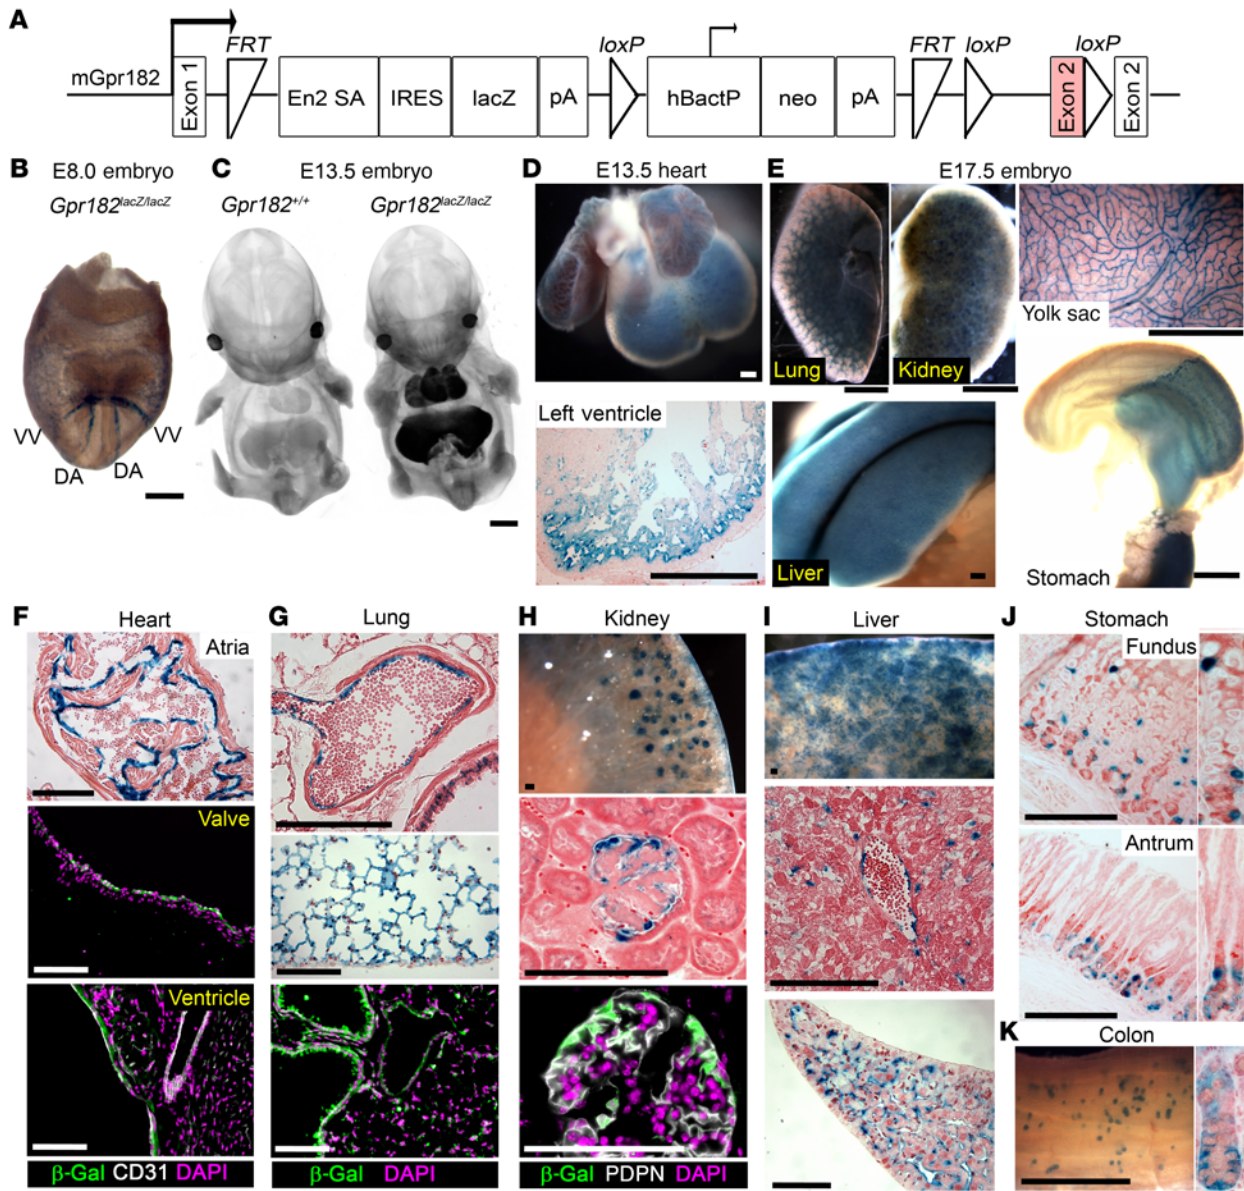 A
mGpr182
Exon 1
FRT
En2 SA
IRES
lacZ
pA
loxP
hBactP
neo
pA
FRT
loxP
Exon 2
loxP
Exon 2
B
E8.0 embryo
Gpr182lacZ/lacZ
VV
VV
DA
DA
C
E13.5 embryo
Gpr182+/+
Gpr182lacZ/lacZ
D
E13.5 heart
Left ventricle
E
E17.5 embryo
Lung
Kidney
Yolk sac
Liver
Stomach
F
Heart
Atria
Valve
Ventricle
β-Gal CD31 DAPI
G
Lung
β-Gal DAPI
H
Kidney
β-Gal PDPN DAPI
I
Liver
J
Stomach
Fundus
Antrum
K
Colon